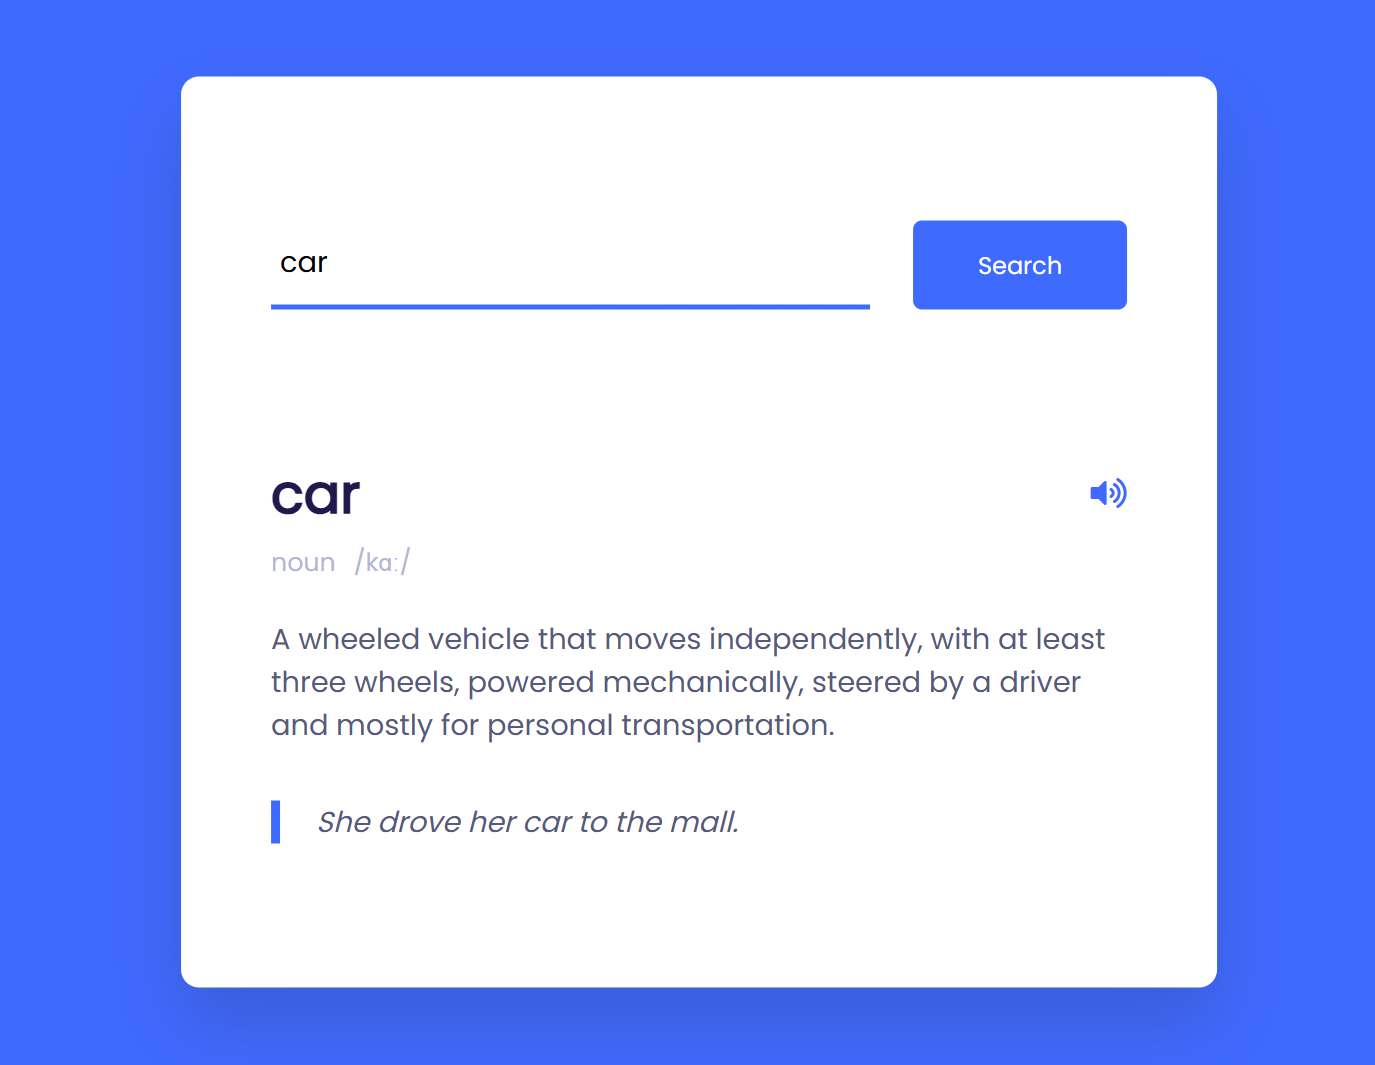 car
Search
car
noun /kɑː/
A wheeled vehicle that moves independently, with at least
three wheels, powered mechanically, steered by a driver
and mostly for personal transportation.
She drove her car to the mall.